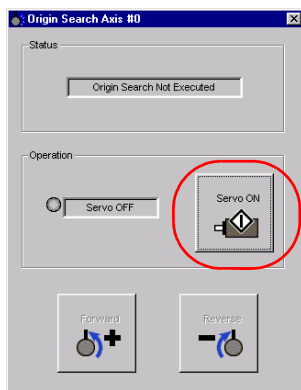 Origin Search Axis #0
Status
Origin Search Not Executed
Operation
Servo OFF
Servo ON
Forward
Reverse